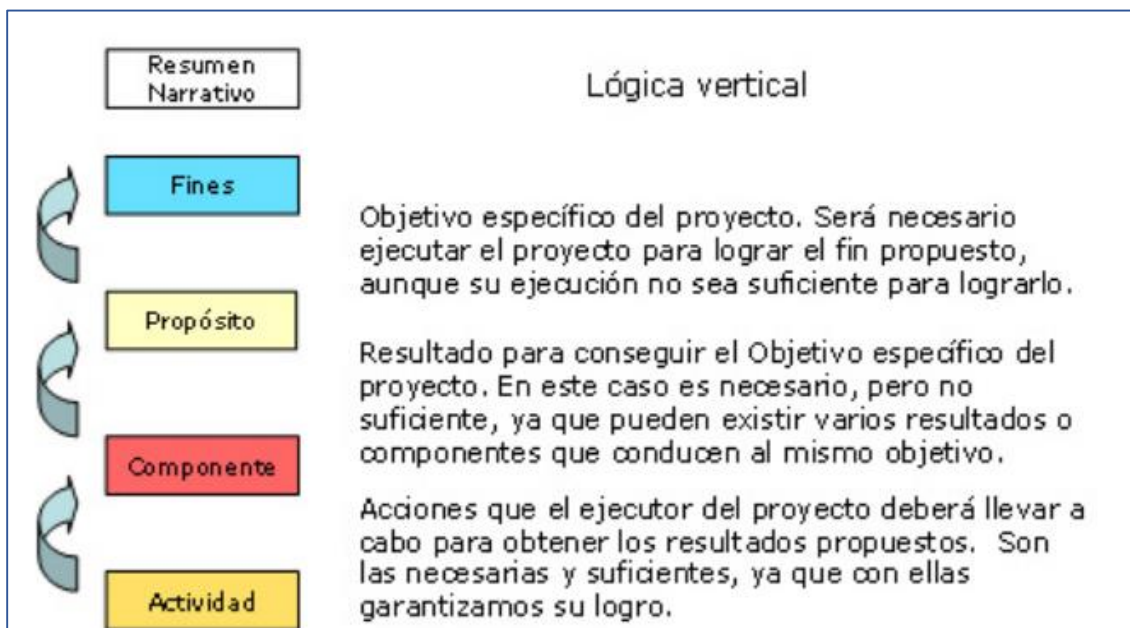 Resumen
Narrativo
Lógica vertical
Fines
Objetivo específico del proyecto. Será necesario
ejecutar el proyecto para lograr el fin propuesto,
aunque su ejecución no sea suficiente para lograrlo.
Propósito
Resultado para conseguir el Objetivo específico del
proyecto. En este caso es necesario, pero no
suficiente, ya que pueden existir varios resultados o
componentes que conducen al mismo objetivo.
Componente
Acciones que el ejecutor del proyecto deberá llevar a
cabo para obtener los resultados propuestos. Son
las necesarias y suficientes, ya que con ellas
garantizamos su logro.
Actividad